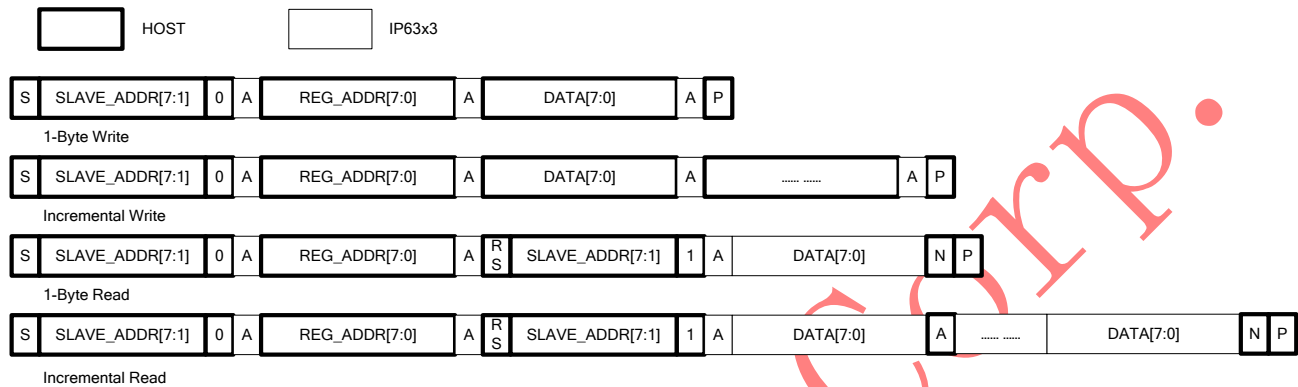 HOST IP63x3
S SLAVE_ADDR[7:1] 0 A REG_ADDR[7:0] A DATA[7:0] A P
1-Byte Write
S SLAVE_ADDR[7:1] 0 A REG_ADDR[7:0] A DATA[7:0] A ...... ...... A P
Incremental Write
S SLAVE_ADDR[7:1] 0 A REG_ADDR[7:0] A RS SLAVE_ADDR[7:1] 1 A DATA[7:0] N P
1-Byte Read
S SLAVE_ADDR[7:1] 0 A REG_ADDR[7:0] A RS SLAVE_ADDR[7:1] 1 A DATA[7:0] A ...... ...... DATA[7:0] N P
Incremental Read
Corp.